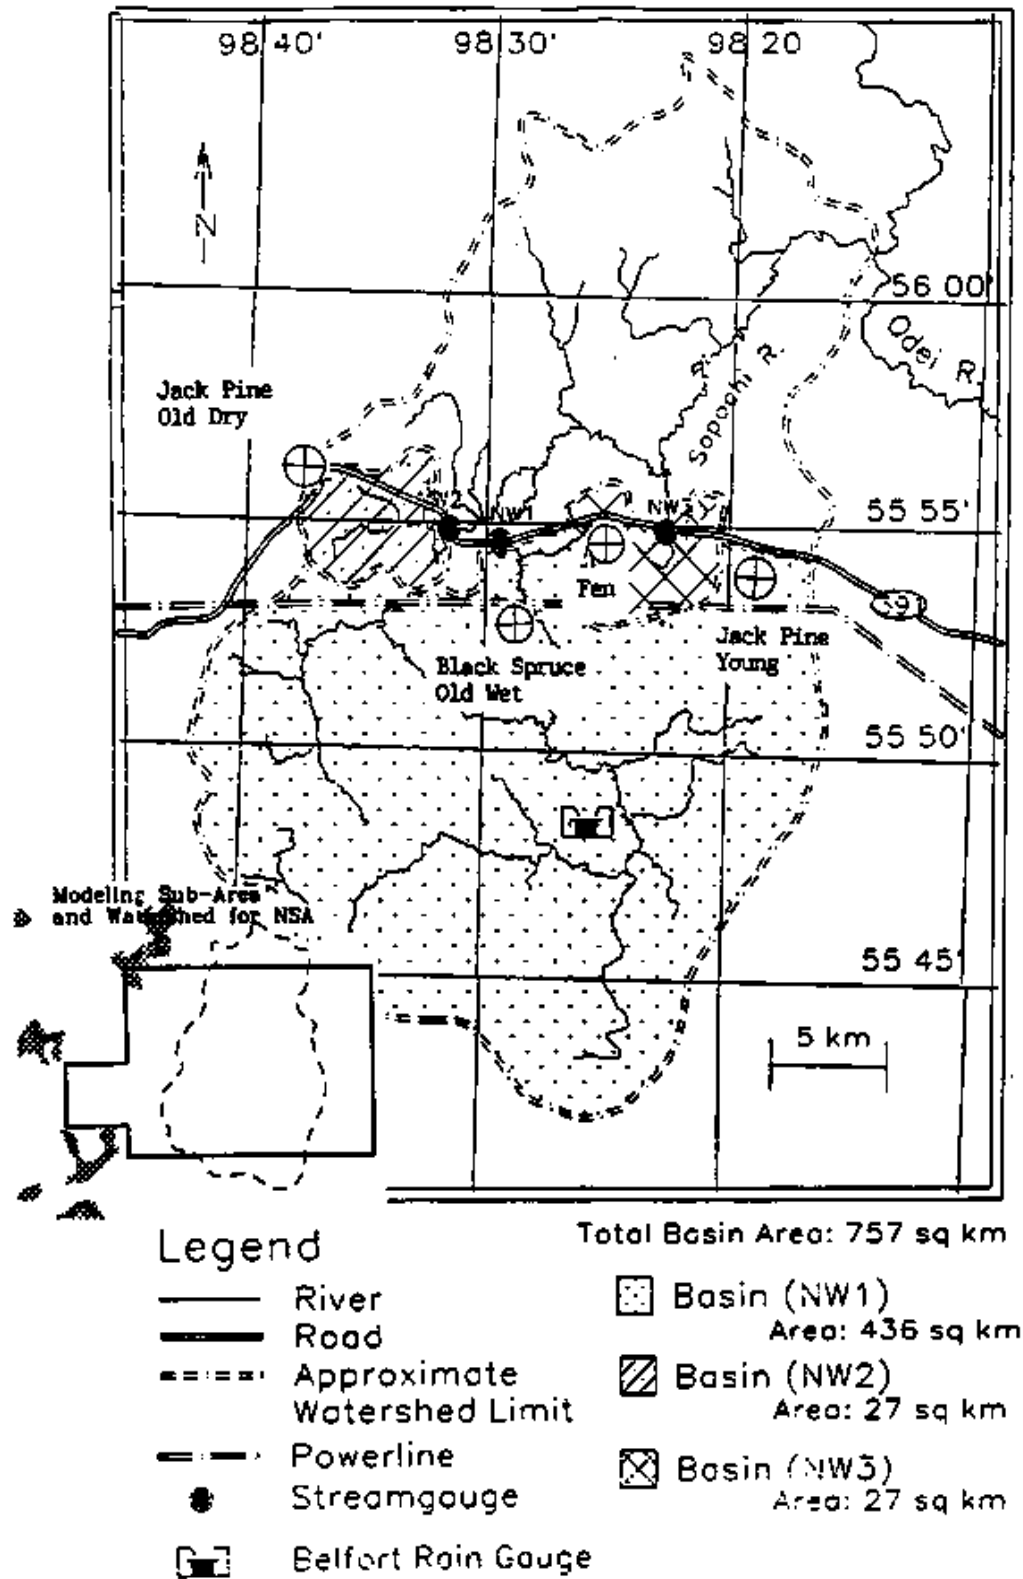 98 40' 98 30' 98 20
N
56 00'
Odei R.
Jack Pine
Old Dry
Sapochi R.
NW1 NW3
55 55'
Fen
391
Jack Pine
Young
Black Spruce
Old Wet
55 50'
Modeling Sub-Area
and Watershed for NSA
55 45'
5 km
Legend
River
Road
Approximate
Watershed Limit
Powerline
Streamgauge
Belfort Rain Gauge
Total Basin Area: 757 sq km
Basin (NW1)
Area: 436 sq km
Basin (NW2)
Area: 27 sq km
Basin (NW3)
Area: 27 sq km